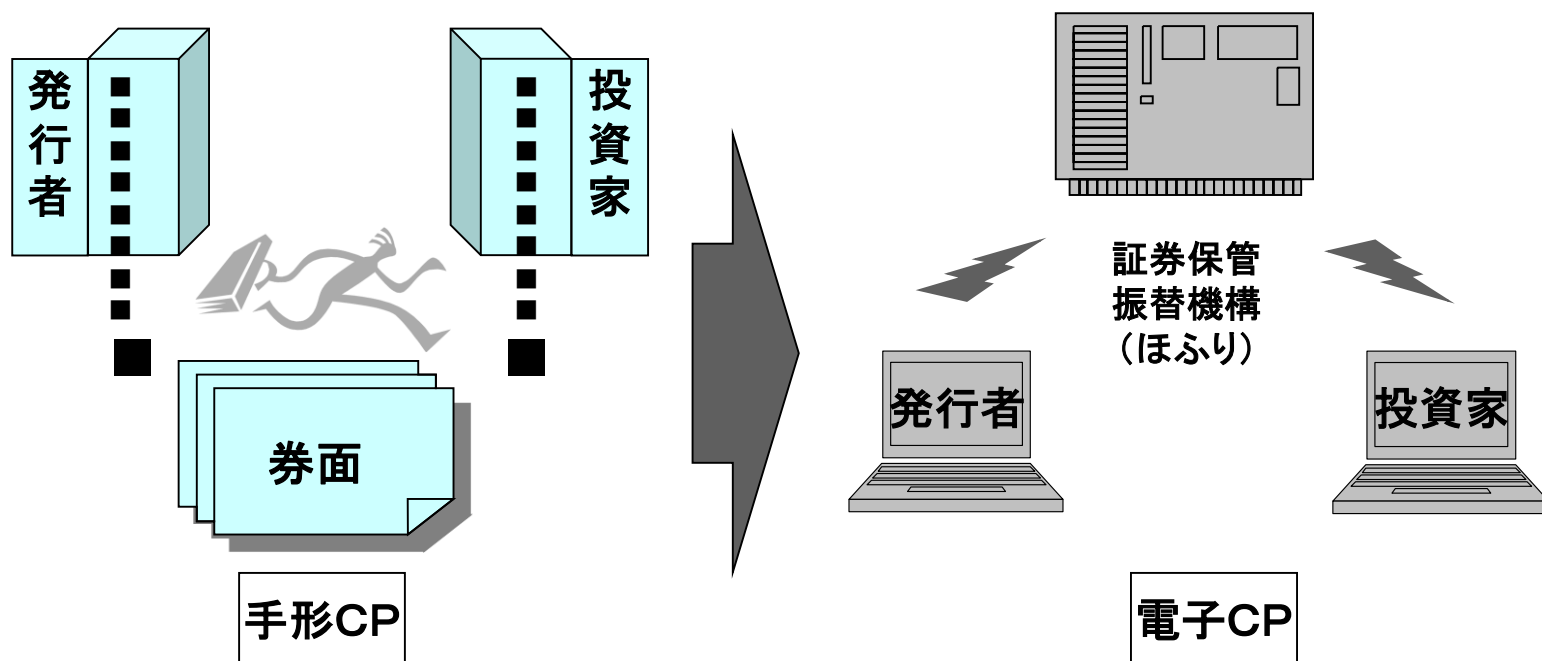 発行者
投資家
券面
手形CP
証券保管
振替機構
(ほふり)
発行者
投資家
電子CP